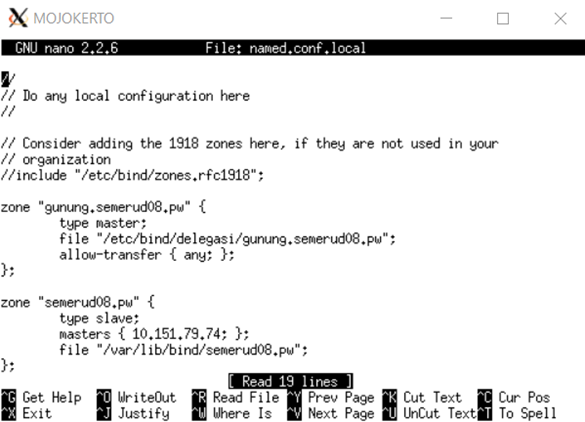 MOJOKERTO
GNU nano 2.2.6 File: named.conf.local
//
// Do any local configuration here
//
// Consider adding the 1918 zones here, if they are not used in your
// organization
//include "/etc/bind/zones.rfc1918";
zone "gunung.semerud08.pw" {
type master;
file "/etc/bind/delegasi/gunung.semerud08.pw";
allow-transfer { any; };
};
zone "semerud08.pw" {
type slave;
masters { 10.151.79.74; };
file "/var/lib/bind/semerud08.pw";
};
[ Read 19 lines ]
^G Get Help ^O WriteOut ^R Read File ^Y Prev Page ^K Cut Text ^C Cur Pos
^X Exit ^J Justify ^W Where Is ^V Next Page ^U UnCut Text ^T To Spell